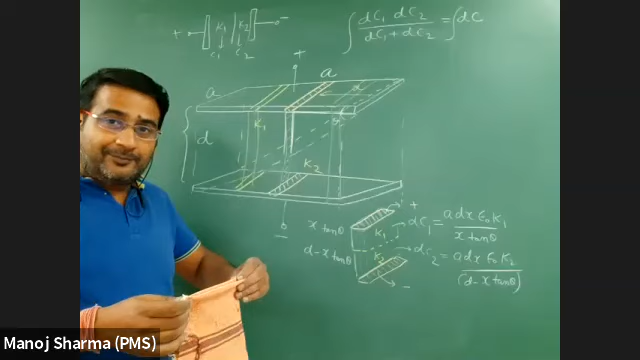 + K₁ K₂ −
C₁ C₂
∫ dC₁ dC₂ / dC₁ + dC₂ = ∫ dC
+
a
a
x
d
K₁
θ
K₂
−
x tanθ
K₁
+
dC₁ = a dx ϵ₀ K₁ / x tanθ
d - x tanθ
K₂
−
dC₂ = a dx ϵ₀ K₂ / (d - x tanθ)
Manoj Sharma (PMS)